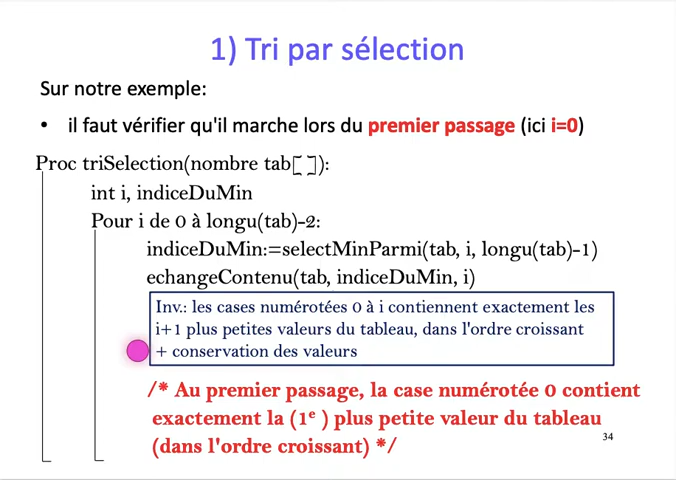 1) Tri par sélection
Sur notre exemple:
• il faut vérifier qu'il marche lors du premier passage (ici i=0)
Proc triSelection(nombre tab[ ]):
int i, indiceDuMin
Pour i de 0 à longu(tab)-2:
indiceDuMin:=selectMinParmi(tab, i, longu(tab)-1)
echangeContenu(tab, indiceDuMin, i)
Inv.: les cases numérotées 0 à i contiennent exactement les
i+1 plus petites valeurs du tableau, dans l'ordre croissant
+ conservation des valeurs
/* Au premier passage, la case numérotée 0 contient
exactement la (1e ) plus petite valeur du tableau
(dans l'ordre croissant) */
34